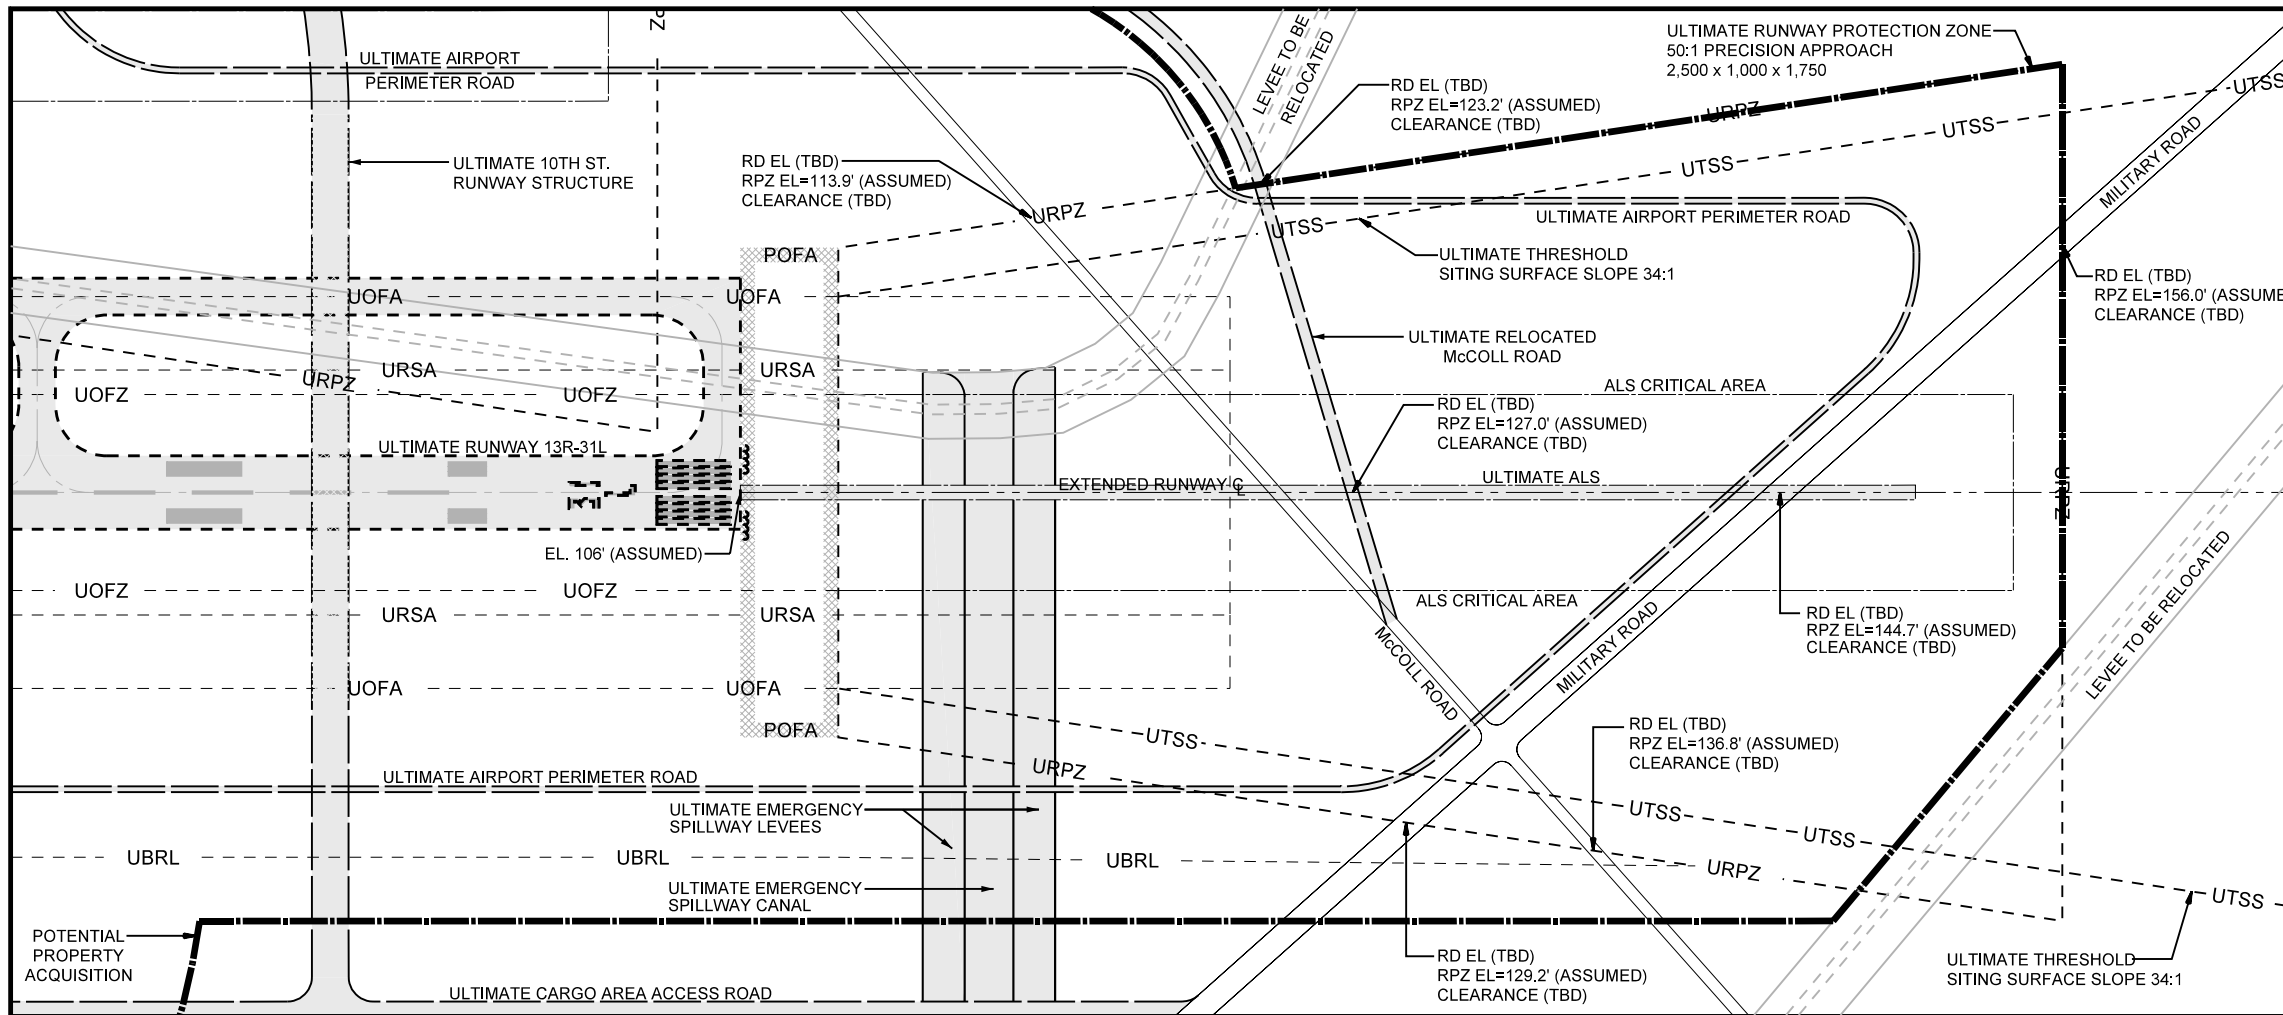 PZ
ULTIMATE AIRPORT
PERIMETER ROAD
ULTIMATE 10TH ST.
RUNWAY STRUCTURE
LEVEE TO BE
RELOCATED
ULTIMATE RUNWAY PROTECTION ZONE
50:1 PRECISION APPROACH
2,500 x 1,000 x 1,750
RD EL (TBD)
RPZ EL=123.2' (ASSUMED)
CLEARANCE (TBD)
URPZ
UTSS
UTSS
UTSS
MILITARY ROAD
RD EL (TBD)
RPZ EL=113.9' (ASSUMED)
CLEARANCE (TBD)
URPZ
UTSS
ULTIMATE AIRPORT PERIMETER ROAD
POFA
ULTIMATE THRESHOLD
SITING SURFACE SLOPE 34:1
RD EL (TBD)
RPZ EL=156.0' (ASSUME
CLEARANCE (TBD)
UOFA
UOFA
ULTIMATE RELOCATED
McCOLL ROAD
URSA
URSA
URPZ
UOFZ
UOFZ
ALS CRITICAL AREA
RD EL (TBD)
RPZ EL=127.0' (ASSUMED)
CLEARANCE (TBD)
ULTIMATE RUNWAY 13R-31L
EXTENDED RUNWAY ℄
ULTIMATE ALS
URPZ
31L
EL. 106' (ASSUMED)
UOFZ
UOFZ
ALS CRITICAL AREA
URSA
URSA
RD EL (TBD)
RPZ EL=144.7' (ASSUMED)
CLEARANCE (TBD)
LEVEE TO BE RELOCATED
McCOLL ROAD
MILITARY ROAD
UOFA
UOFA
POFA
UTSS
RD EL (TBD)
RPZ EL=136.8' (ASSUMED)
CLEARANCE (TBD)
URPZ
ULTIMATE AIRPORT PERIMETER ROAD
ULTIMATE EMERGENCY
SPILLWAY LEVEES
UTSS
UTSS
UBRL
UBRL
UBRL
URPZ
ULTIMATE EMERGENCY
SPILLWAY CANAL
UTSS
POTENTIAL
PROPERTY
ACQUISITION
RD EL (TBD)
RPZ EL=129.2' (ASSUMED)
CLEARANCE (TBD)
ULTIMATE THRESHOLD
SITING SURFACE SLOPE 34:1
ULTIMATE CARGO AREA ACCESS ROAD